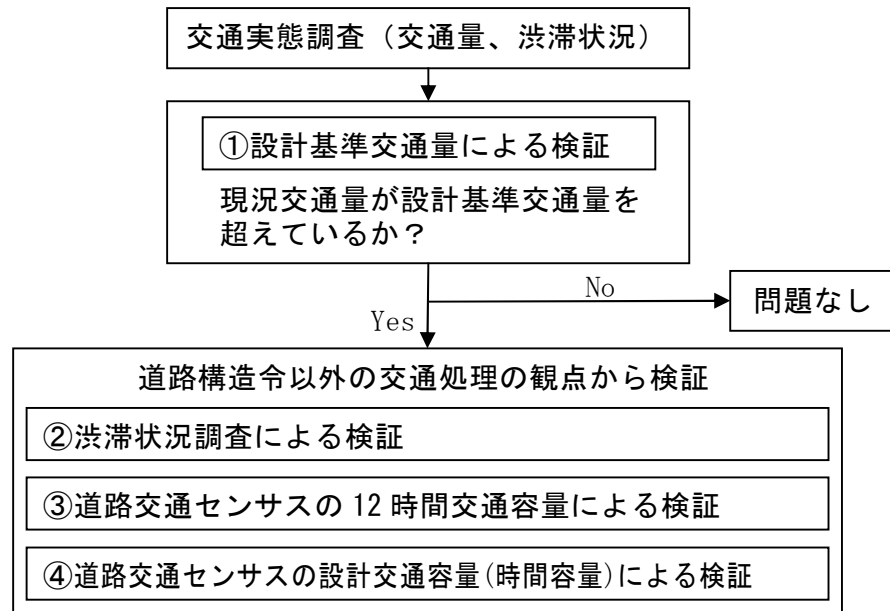 交通実態調査（交通量、渋滞状況）
①設計基準交通量による検証
現況交通量が設計基準交通量を
超えているか？
No
問題なし
Yes
道路構造令以外の交通処理の観点から検証
②渋滞状況調査による検証
③道路交通センサスの 12 時間交通容量による検証
④道路交通センサスの設計交通容量(時間容量)による検証